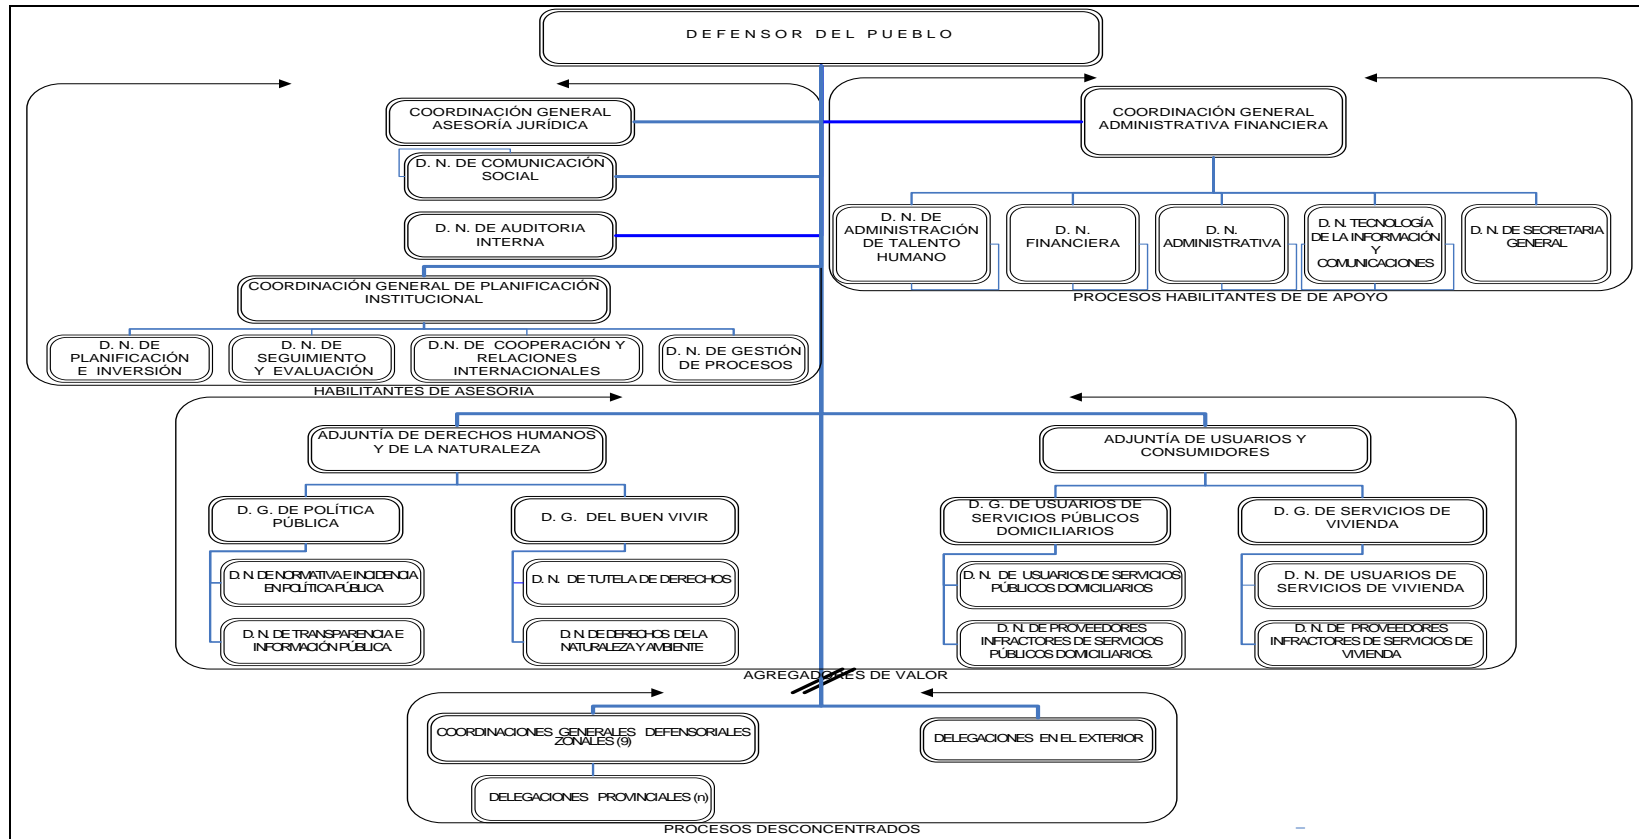 DEFENSOR DEL PUEBLO
COORDINACIÓN GENERAL
ASESORÍA JURÍDICA
D. N. DE COMUNICACIÓN
SOCIAL
D. N. DE AUDITORIA
INTERNA
COORDINACIÓN GENERAL DE PLANIFICACIÓN
INSTITUCIONAL
D. N. DE
PLANIFICACIÓN
E INVERSIÓN
D. N. DE
SEGUIMIENTO
Y EVALUACIÓN
D.N. DE COOPERACIÓN Y
RELACIONES
INTERNACIONALES
D. N. DE GESTIÓN
DE PROCESOS
HABILITANTES DE ASESORIA
COORDINACIÓN GENERAL
ADMINISTRATIVA FINANCIERA
D. N. DE
ADMINISTRACIÓN
DE TALENTO
HUMANO
D. N.
FINANCIERA
D. N.
ADMINISTRATIVA
D. N. TECNOLOGÍA
DE LA INFORMACIÓN
Y
COMUNICACIONES
D. N. DE SECRETARIA
GENERAL
PROCESOS HABILITANTES DE DE APOYO
ADJUNTÍA DE DERECHOS HUMANOS
Y DE LA NATURALEZA
D. G. DE POLÍTICA
PÚBLICA
D. N. DE NORMATIVA E INCIDENCIA
EN POLÍTICA PÚBLICA
D. N. DE TRANSPARENCIA E
INFORMACIÓN PÚBLICA.
D. G. DEL BUEN VIVIR
D. N. DE TUTELA DE DERECHOS
D. N. DE DERECHOS DE LA
NATURALEZA Y AMBIENTE
ADJUNTÍA DE USUARIOS Y
CONSUMIDORES
D. G. DE USUARIOS DE
SERVICIOS PÚBLICOS
DOMICILIARIOS
D. N. DE USUARIOS DE SERVICIOS
PÚBLICOS DOMICILIARIOS
D. N. DE PROVEEDORES
INFRACTORES DE SERVICIOS
PÚBLICOS DOMICILIARIOS.
D. G. DE SERVICIOS DE
VIVIENDA
D. N. DE USUARIOS DE
SERVICIOS DE VIVIENDA
D. N. DE PROVEEDORES
INFRACTORES DE SERVICIOS DE
VIVIENDA
AGREGADORES DE VALOR
COORDINACIONES GENERALES DEFENSORIALES
ZONALES (9)
DELEGACIONES PROVINCIALES (n)
DELEGACIONES EN EL EXTERIOR
PROCESOS DESCONCENTRADOS